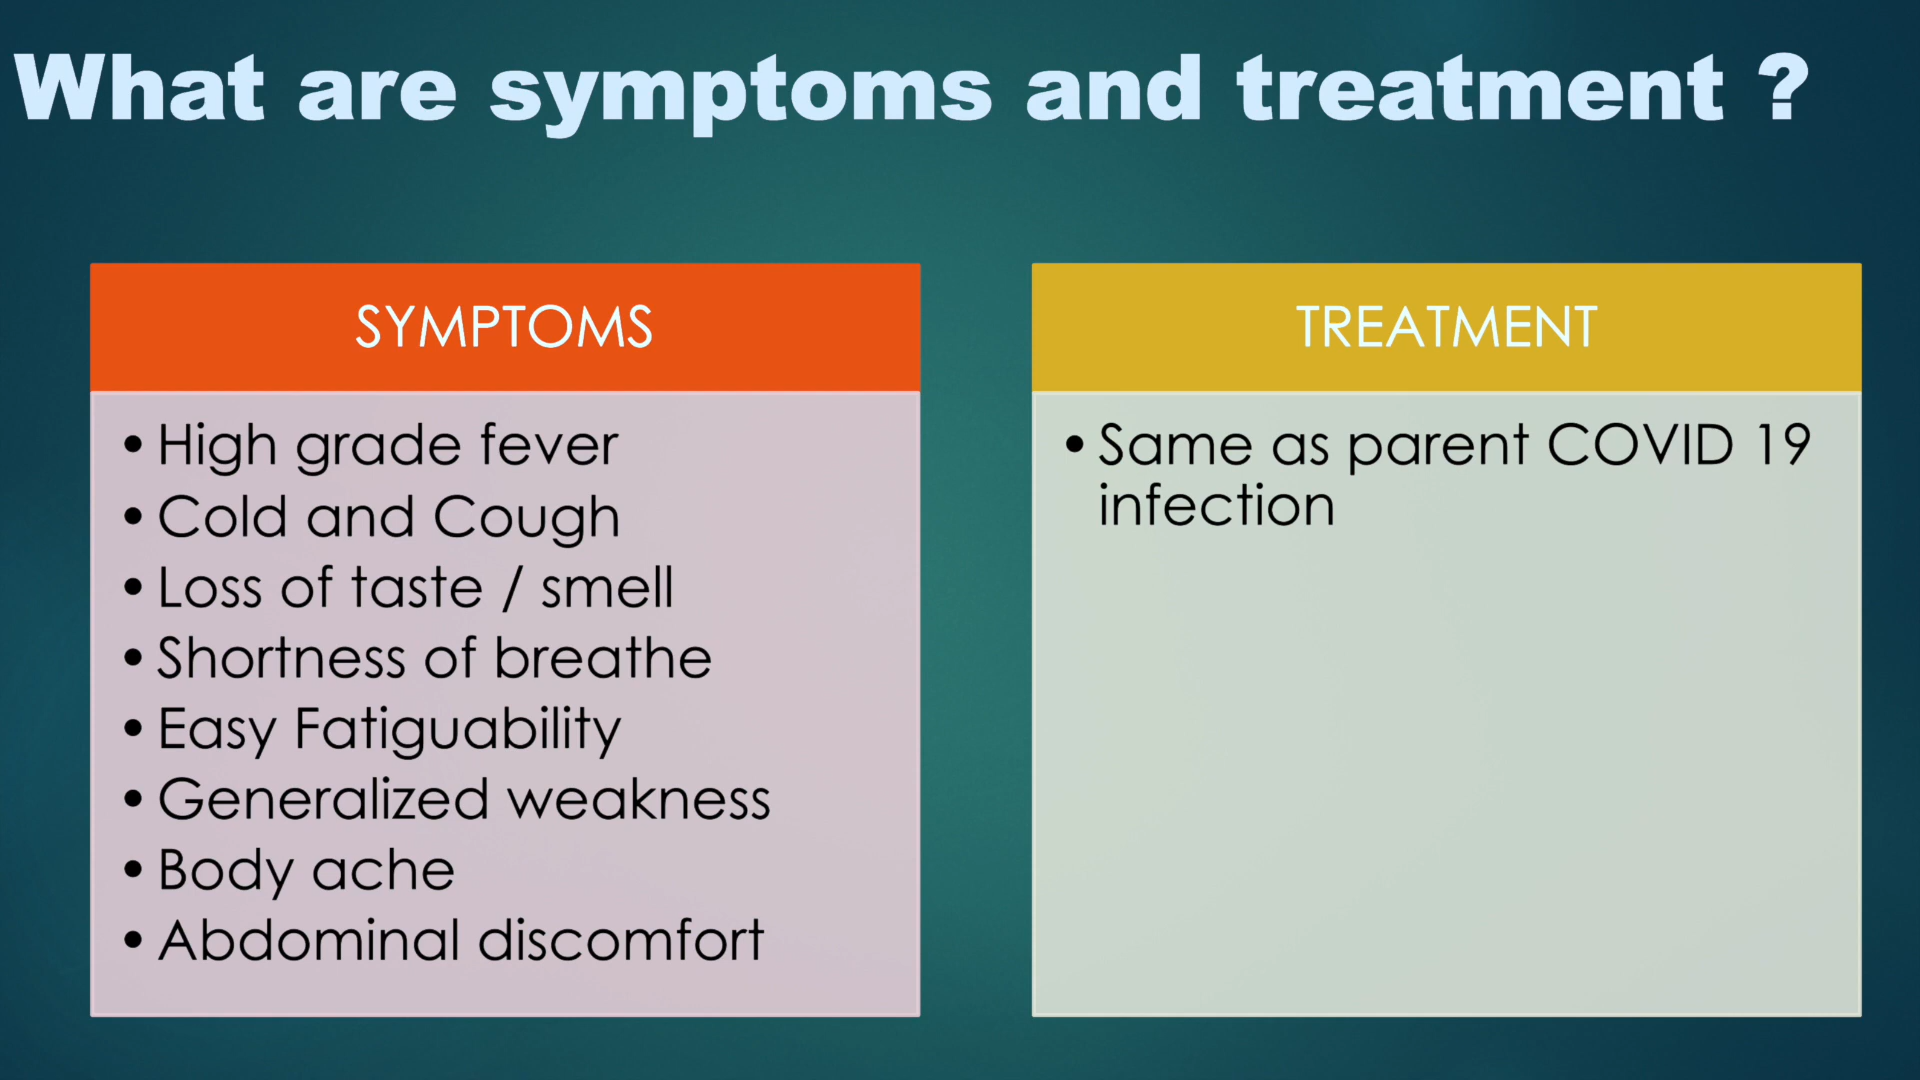 What are symptoms and treatment ?
SYMPTOMS
• High grade fever
• Cold and Cough
• Loss of taste / smell
• Shortness of breathe
• Easy Fatiguability
• Generalized weakness
• Body ache
• Abdominal discomfort
TREATMENT
• Same as parent COVID 19
infection